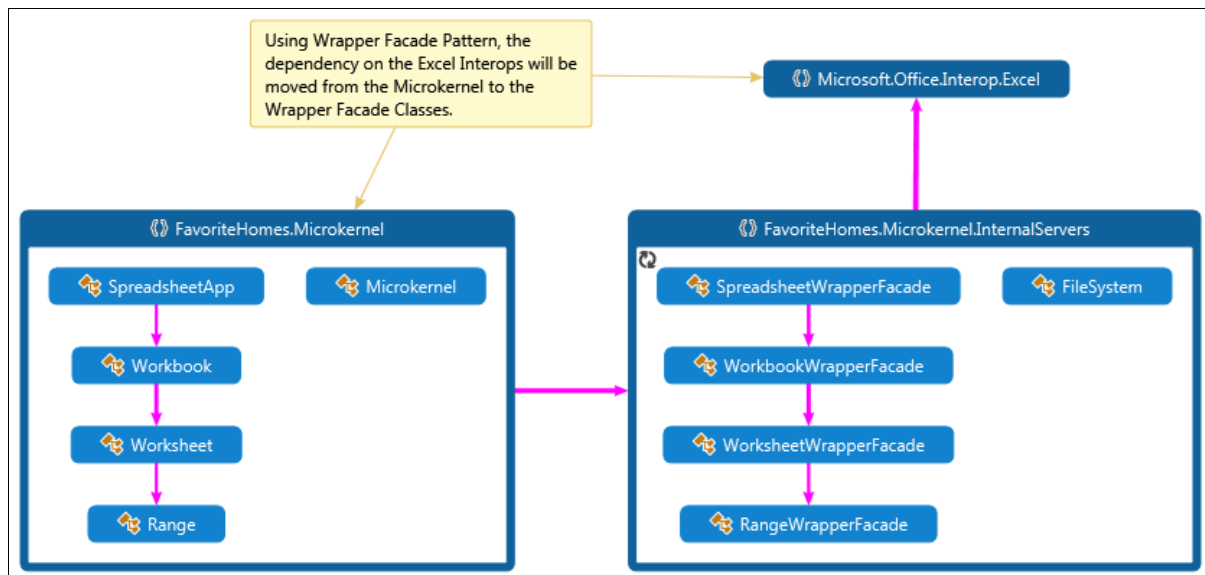 Using Wrapper Facade Pattern, the
dependency on the Excel Interops will be
moved from the Microkernel to the
Wrapper Facade Classes.
Microsoft.Office.Interop.Excel
FavoriteHomes.Microkernel
SpreadsheetApp
Microkernel
Workbook
Worksheet
Range
FavoriteHomes.Microkernel.InternalServers
SpreadsheetWrapperFacade
FileSystem
WorkbookWrapperFacade
WorksheetWrapperFacade
RangeWrapperFacade